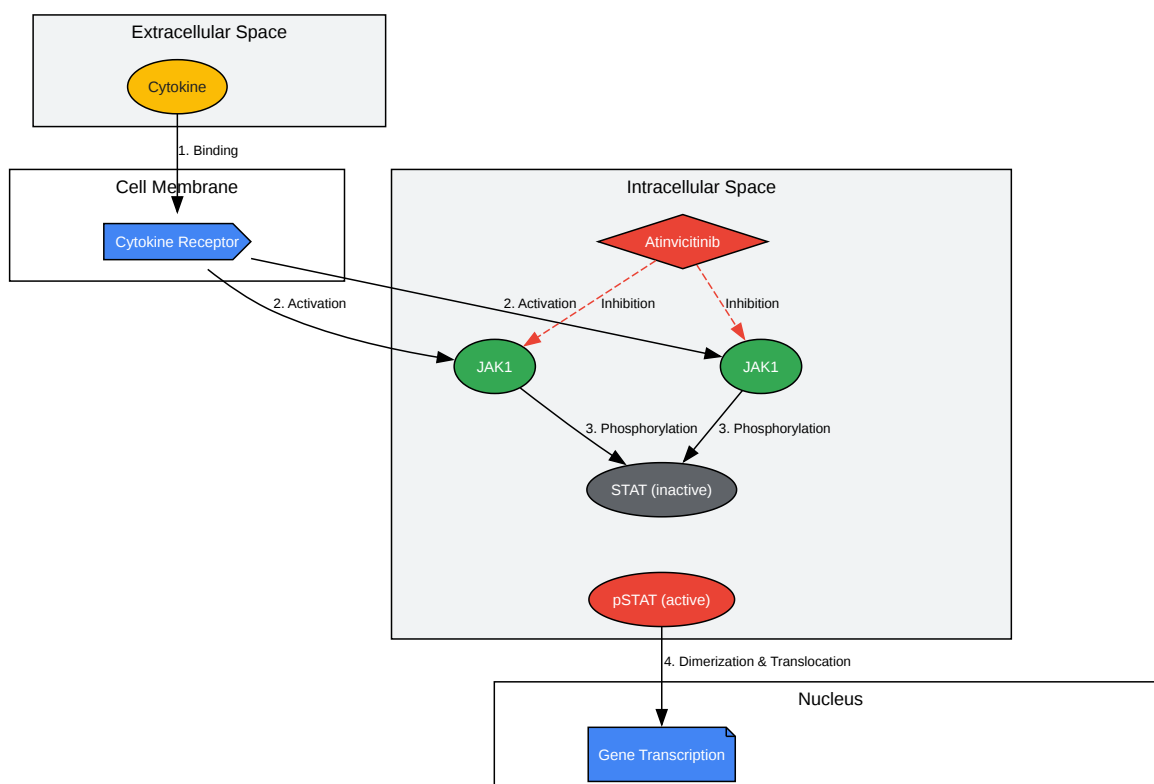 Extracellular Space
Cytokine
1. Binding
Cell Membrane
Cytokine Receptor
Intracellular Space
Atinvicitinib
2. Activation
2. Activation
Inhibition
Inhibition
JAK1
JAK1
3. Phosphorylation
3. Phosphorylation
STAT (inactive)
pSTAT (active)
4. Dimerization & Translocation
Nucleus
Gene Transcription